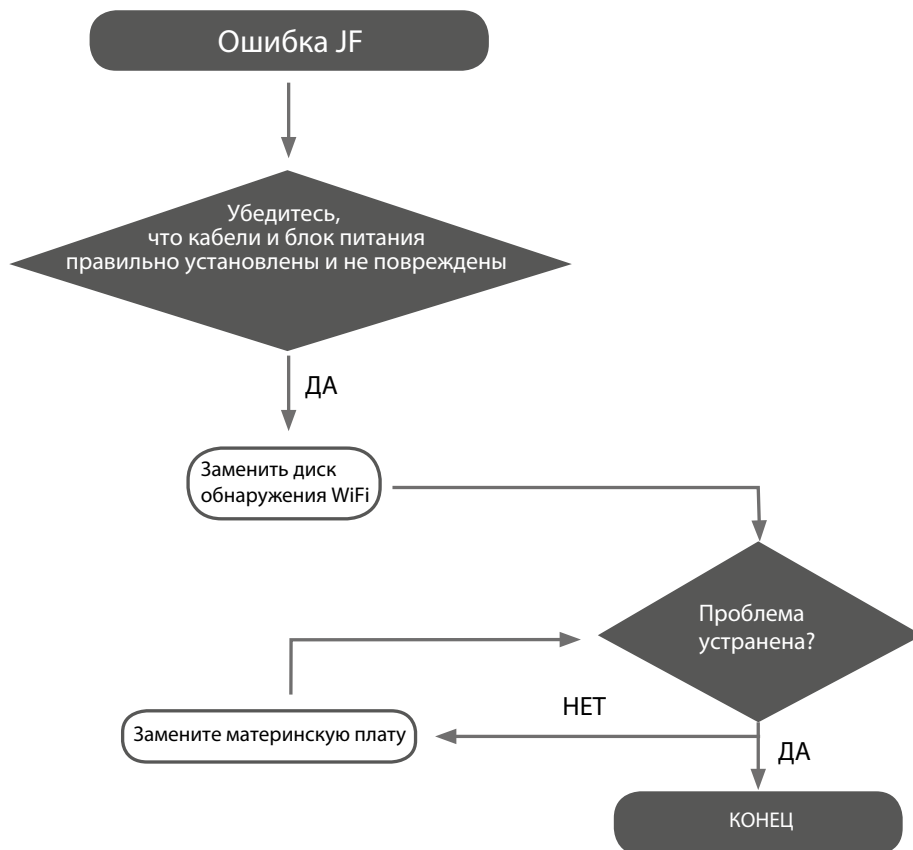 Ошибка JF
Убедитесь,
что кабели и блок питания
правильно установлены и не повреждены
ДА
Заменить диск
обнаружения WiFi
Проблема
устранена?
НЕТ
Замените материнскую плату
ДА
КОНЕЦ